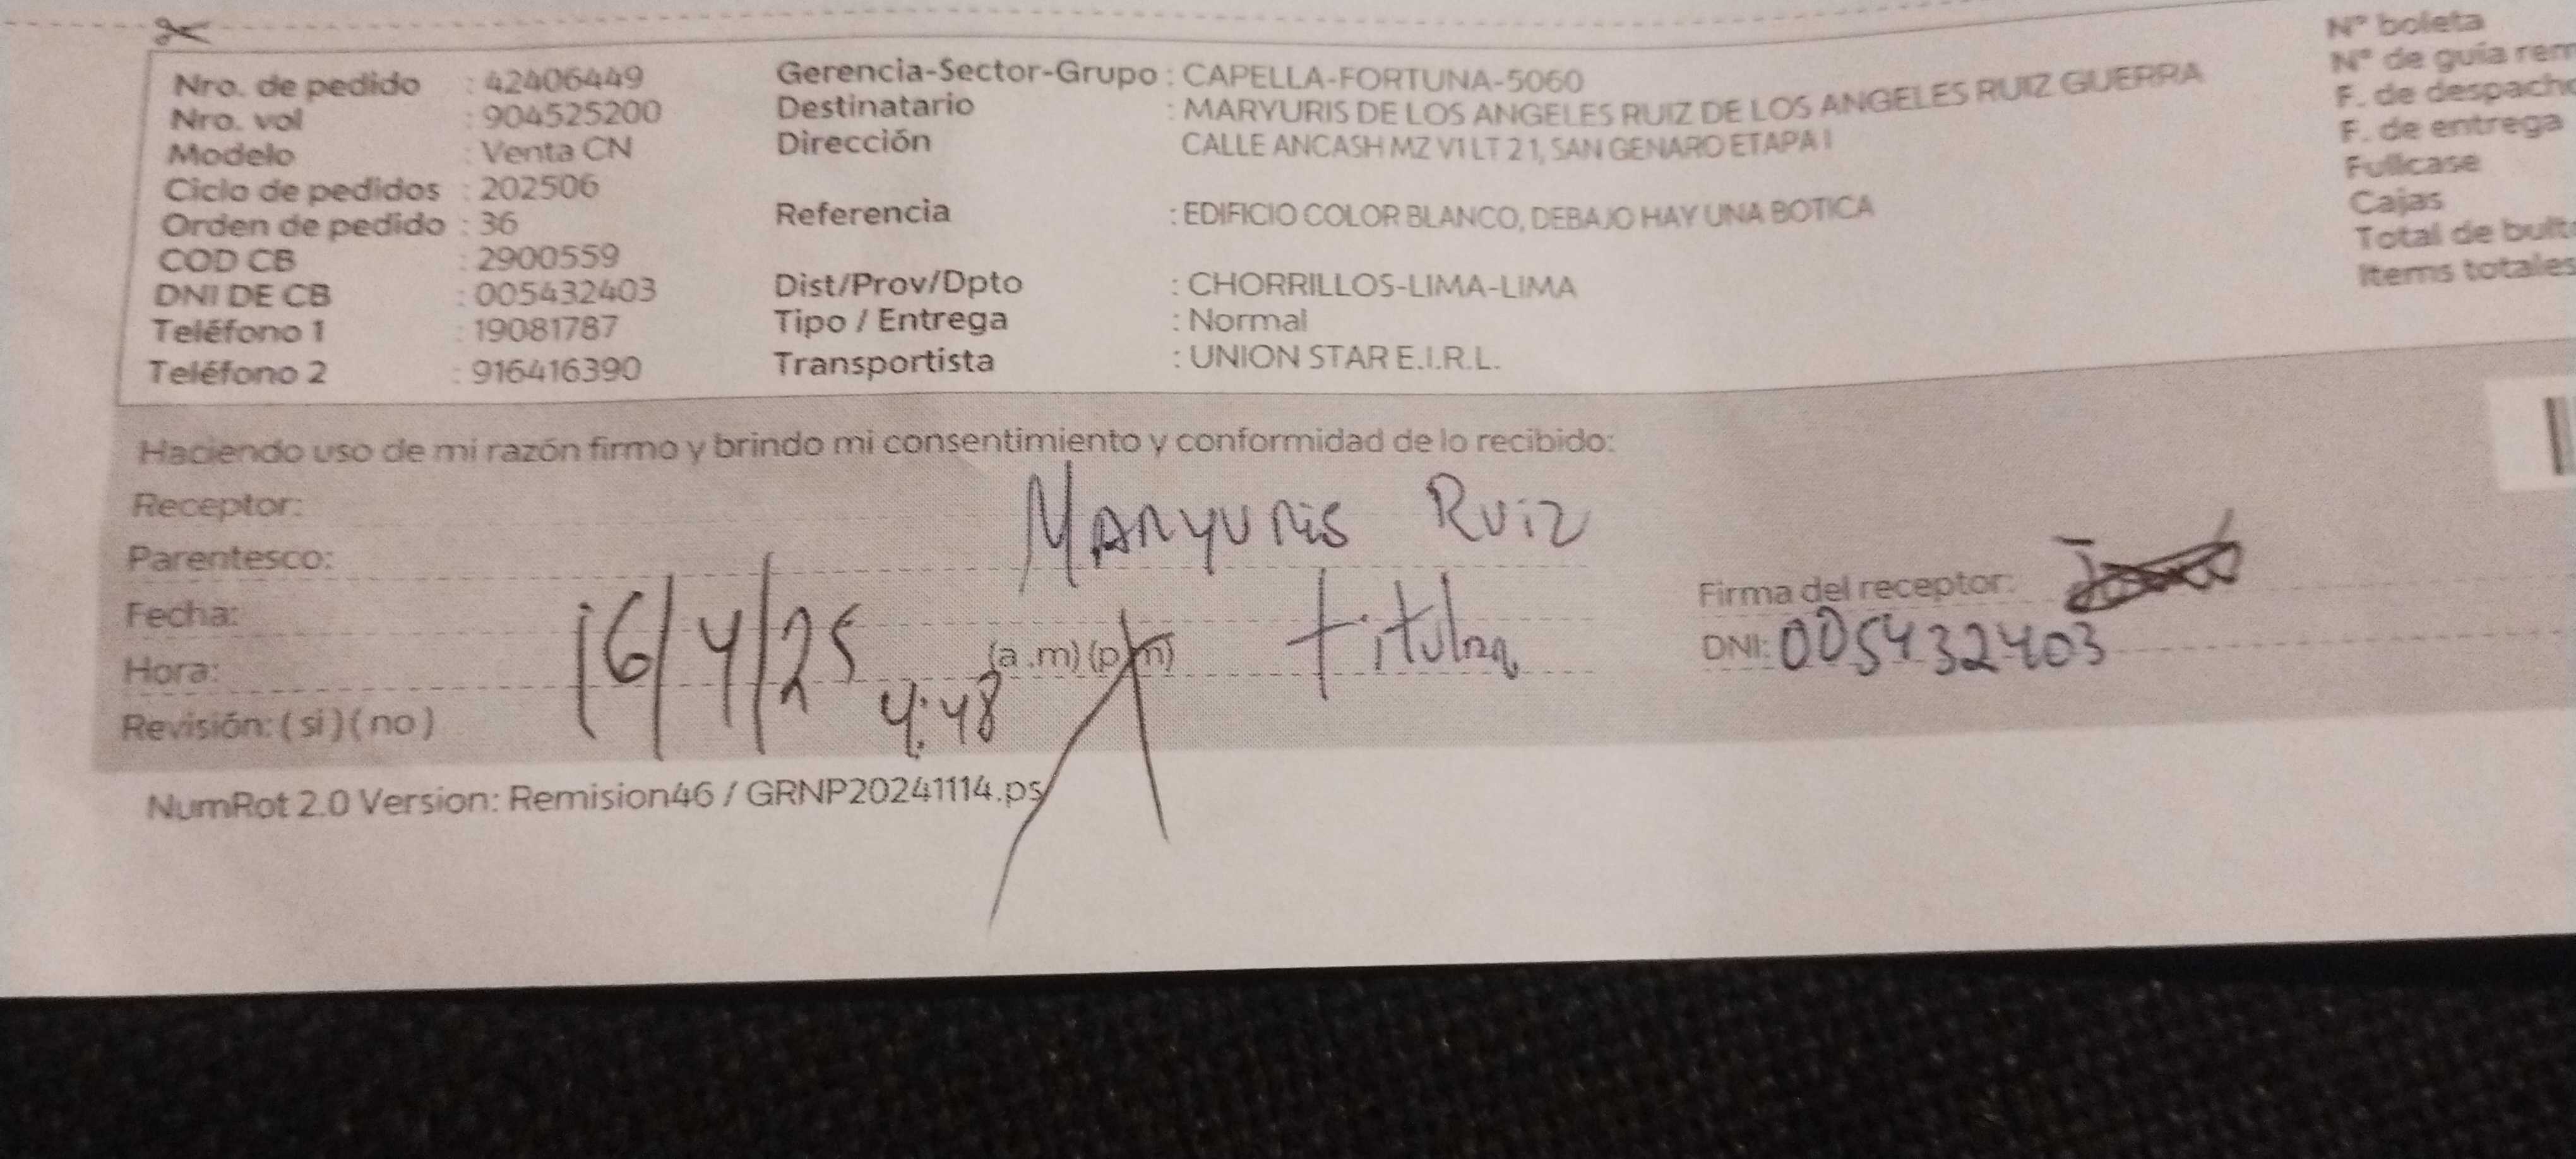 Nro. de pedido : 42406449
Nro. vol : 904525200
Modelo : Venta CN
Ciclo de pedidos : 202506
Orden de pedido : 36
COD CB : 2900559
DNI DE CB : 005432403
Teléfono 1 : 19081787
Teléfono 2 : 916416390
Gerencia-Sector-Grupo : CAPELLA-FORTUNA-5060
Destinatario : MARYURIS DE LOS ANGELES RUIZ DE LOS ANGELES RUIZ GUERRA
Dirección CALLE ANCASH MZ V1 LT 21, SAN GENARO ETAPA I
Referencia : EDIFICIO COLOR BLANCO, DEBAJO HAY UNA BOTICA
Dist/Prov/Dpto : CHORRILLOS-LIMA-LIMA
Tipo / Entrega : Normal
Transportista : UNION STAR E.I.R.L.
N° boleta
N° de guía rem
F. de despacho
F. de entrega
Fullcase
Cajas
Total de bult
Items totales
Haciendo uso de mi razón firmo y brindo mi consentimiento y conformidad de lo recibido:
Receptor: Maryuris Ruiz
Parentesco: titular
Fecha: 16/4/25
Hora: 4:48 (a.m) (p.m)
Revisión: ( si ) ( no )
Firma del receptor:
DNI: 005432403
NumRot 2.0 Version: Remision46 / GRNP20241114.ps